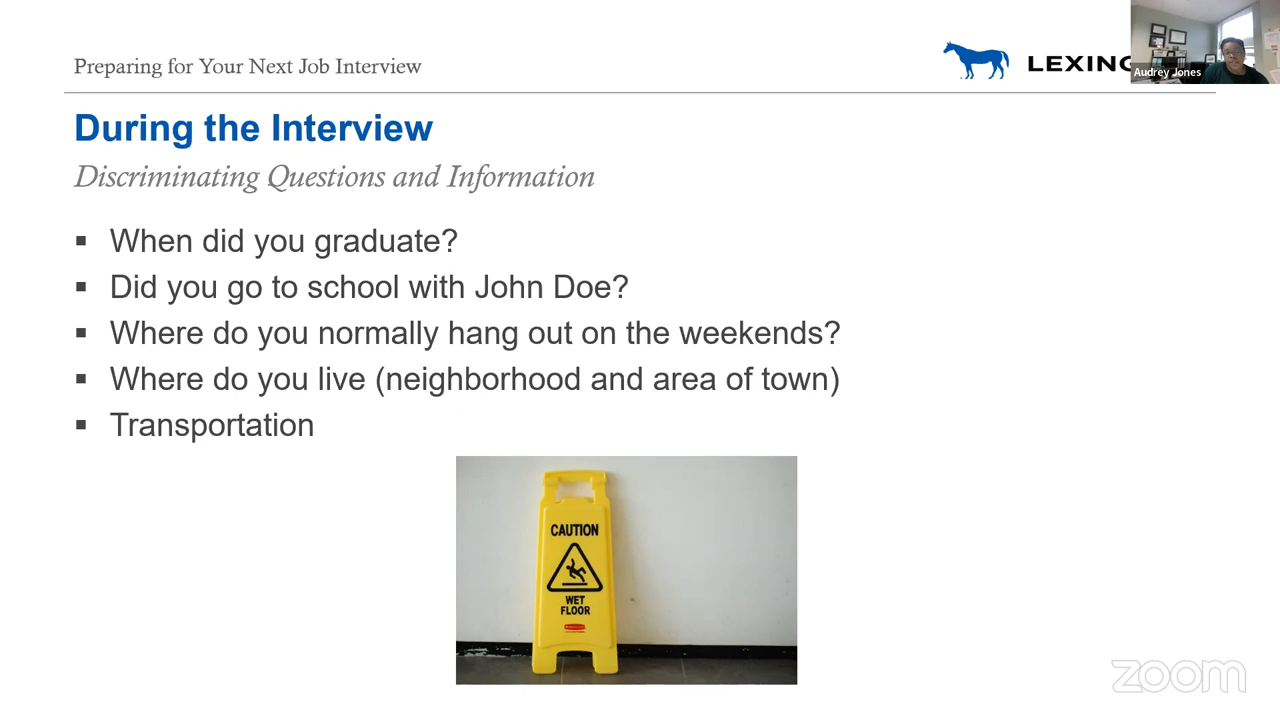 Preparing for Your Next Job Interview
LEXING
Audrey Jones
During the Interview
Discriminating Questions and Information
▪ When did you graduate?
▪ Did you go to school with John Doe?
▪ Where do you normally hang out on the weekends?
▪ Where do you live (neighborhood and area of town)
▪ Transportation
CAUTION
WET
FLOOR
zoom